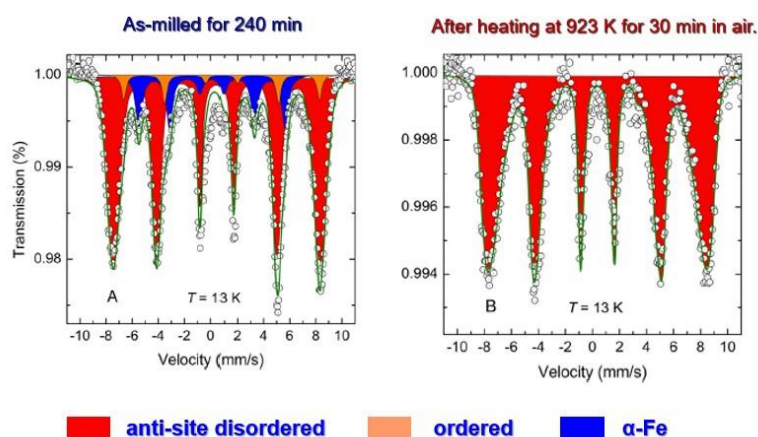 As-milled for 240 min
After heating at 923 K for 30 min in air.
1.00
0.99
0.98
Transmission (%)
A
T = 13 K
-10 -8 -6 -4 -2 0 2 4 6 8 10
Velocity (mm/s)
1.000
0.998
0.996
0.994
B
T = 13 K
-10 -8 -6 -4 -2 0 2 4 6 8 10
Velocity (mm/s)
anti-site disordered
ordered
α-Fe